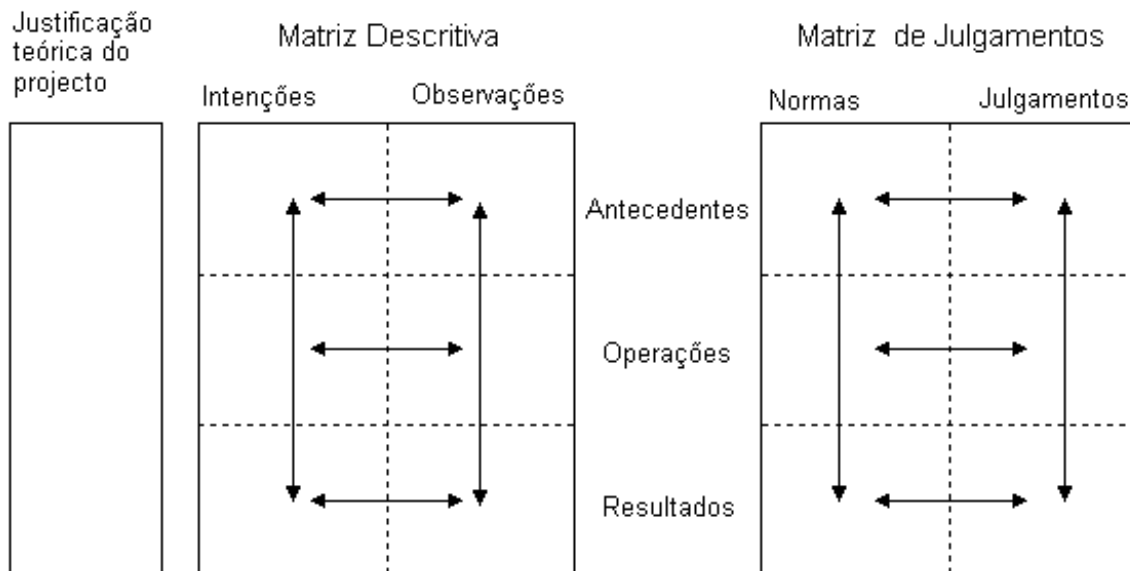 Justificação
teórica do
projecto
Matriz Descritiva
Matriz de Julgamentos
Intenções
Observações
Normas
Julgamentos
Antecedentes
Operações
Resultados